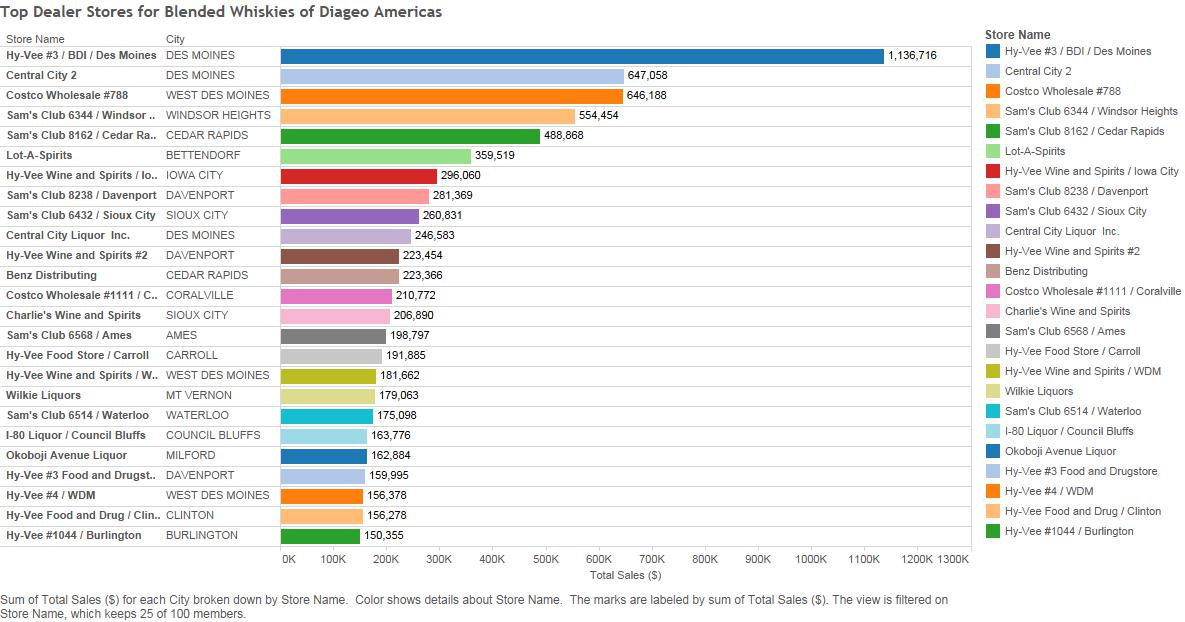 Top Dealer Stores for Blended Whiskies of Diageo Americas
Store Name City
Hy-Vee #3 / BDI / Des Moines DES MOINES 1,136,716
Central City 2 DES MOINES 647,058
Costco Wholesale #788 WEST DES MOINES 646,188
Sam's Club 6344 / Windsor .. WINDSOR HEIGHTS 554,454
Sam's Club 8162 / Cedar Ra.. CEDAR RAPIDS 488,868
Lot-A-Spirits BETTENDORF 359,519
Hy-Vee Wine and Spirits / Io.. IOWA CITY 296,060
Sam's Club 8238 / Davenport DAVENPORT 281,369
Sam's Club 6432 / Sioux City SIOUX CITY 260,831
Central City Liquor  Inc. DES MOINES 246,583
Hy-Vee Wine and Spirits #2 DAVENPORT 223,454
Benz Distributing CEDAR RAPIDS 223,366
Costco Wholesale #1111 / C.. CORALVILLE 210,772
Charlie's Wine and Spirits SIOUX CITY 206,890
Sam's Club 6568 / Ames AMES 198,797
Hy-Vee Food Store / Carroll CARROLL 191,885
Hy-Vee Wine and Spirits / W.. WEST DES MOINES 181,662
Wilkie Liquors MT VERNON 179,063
Sam's Club 6514 / Waterloo WATERLOO 175,098
I-80 Liquor / Council Bluffs COUNCIL BLUFFS 163,776
Okoboji Avenue Liquor MILFORD 162,884
Hy-Vee #3 Food and Drugst.. DAVENPORT 159,995
Hy-Vee #4 / WDM WEST DES MOINES 156,378
Hy-Vee Food and Drug / Clin.. CLINTON 156,278
Hy-Vee #1044 / Burlington BURLINGTON 150,355
0K 100K 200K 300K 400K 500K 600K 700K 800K 900K 1000K 1100K 1200K 1300K
Total Sales ($)
Store Name
Hy-Vee #3 / BDI / Des Moines
Central City 2
Costco Wholesale #788
Sam's Club 6344 / Windsor Heights
Sam's Club 8162 / Cedar Rapids
Lot-A-Spirits
Hy-Vee Wine and Spirits / Iowa City
Sam's Club 8238 / Davenport
Sam's Club 6432 / Sioux City
Central City Liquor  Inc.
Hy-Vee Wine and Spirits #2
Benz Distributing
Costco Wholesale #1111 / Coralville
Charlie's Wine and Spirits
Sam's Club 6568 / Ames
Hy-Vee Food Store / Carroll
Hy-Vee Wine and Spirits / WDM
Wilkie Liquors
Sam's Club 6514 / Waterloo
I-80 Liquor / Council Bluffs
Okoboji Avenue Liquor
Hy-Vee #3 Food and Drugstore
Hy-Vee #4 / WDM
Hy-Vee Food and Drug / Clinton
Hy-Vee #1044 / Burlington
Sum of Total Sales ($) for each City broken down by Store Name.  Color shows details about Store Name.  The marks are labeled by sum of Total Sales ($). The view is filtered on
Store Name, which keeps 25 of 100 members.